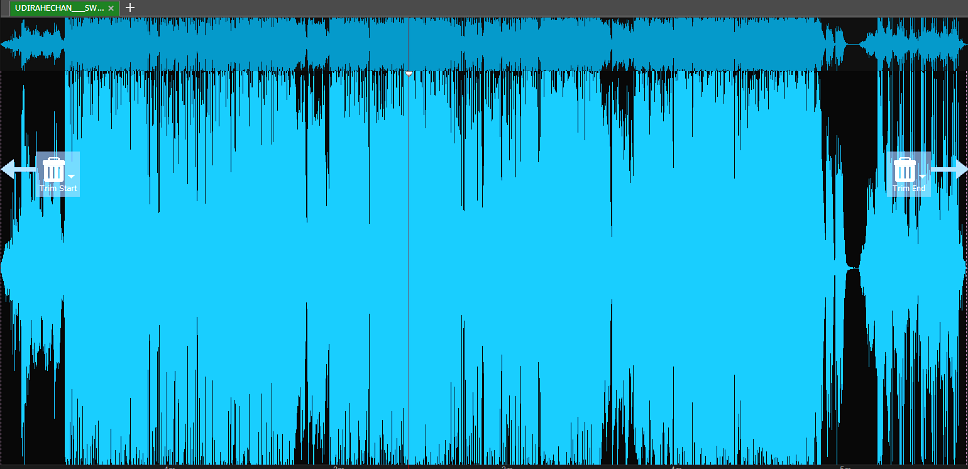 UDIRAHECHAN___SW...
Trim Start
Trim End